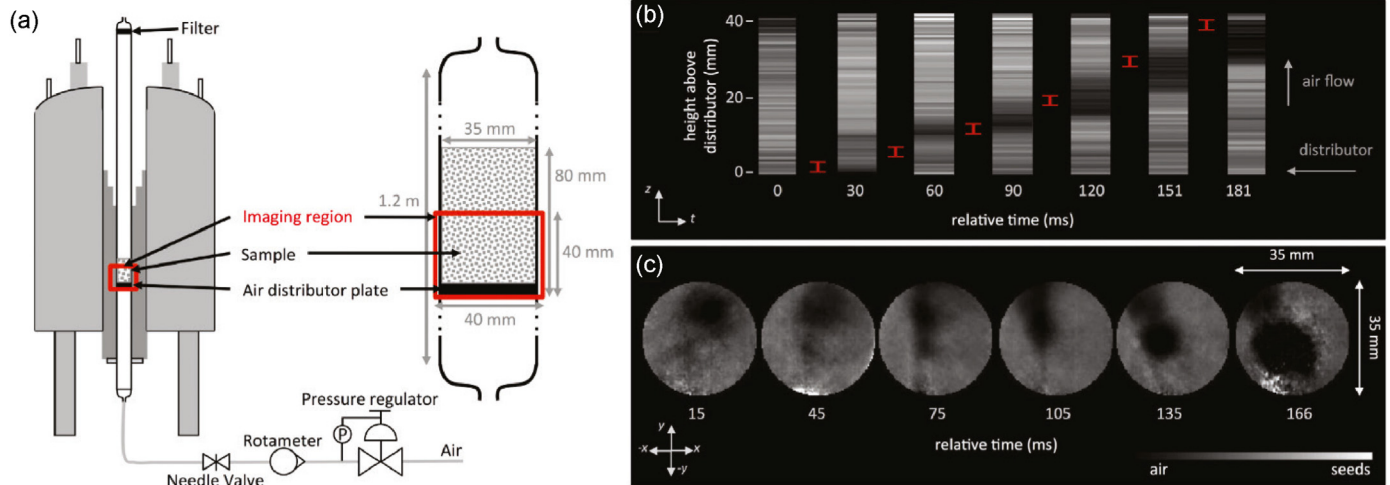 (a)
Filter
35 mm
80 mm
1.2 m
Imaging region
Sample
40 mm
Air distributor plate
40 mm
Pressure regulator
P
Rotameter
Air
Needle Valve
(b)
40
20
0
height above
distributor (mm)
air flow
distributor
0 30 60 90 120 151 181
z
t
relative time (ms)
(c)
35 mm
35 mm
15 45 75 105 135 166
y
-x x
-y
relative time (ms)
air seeds